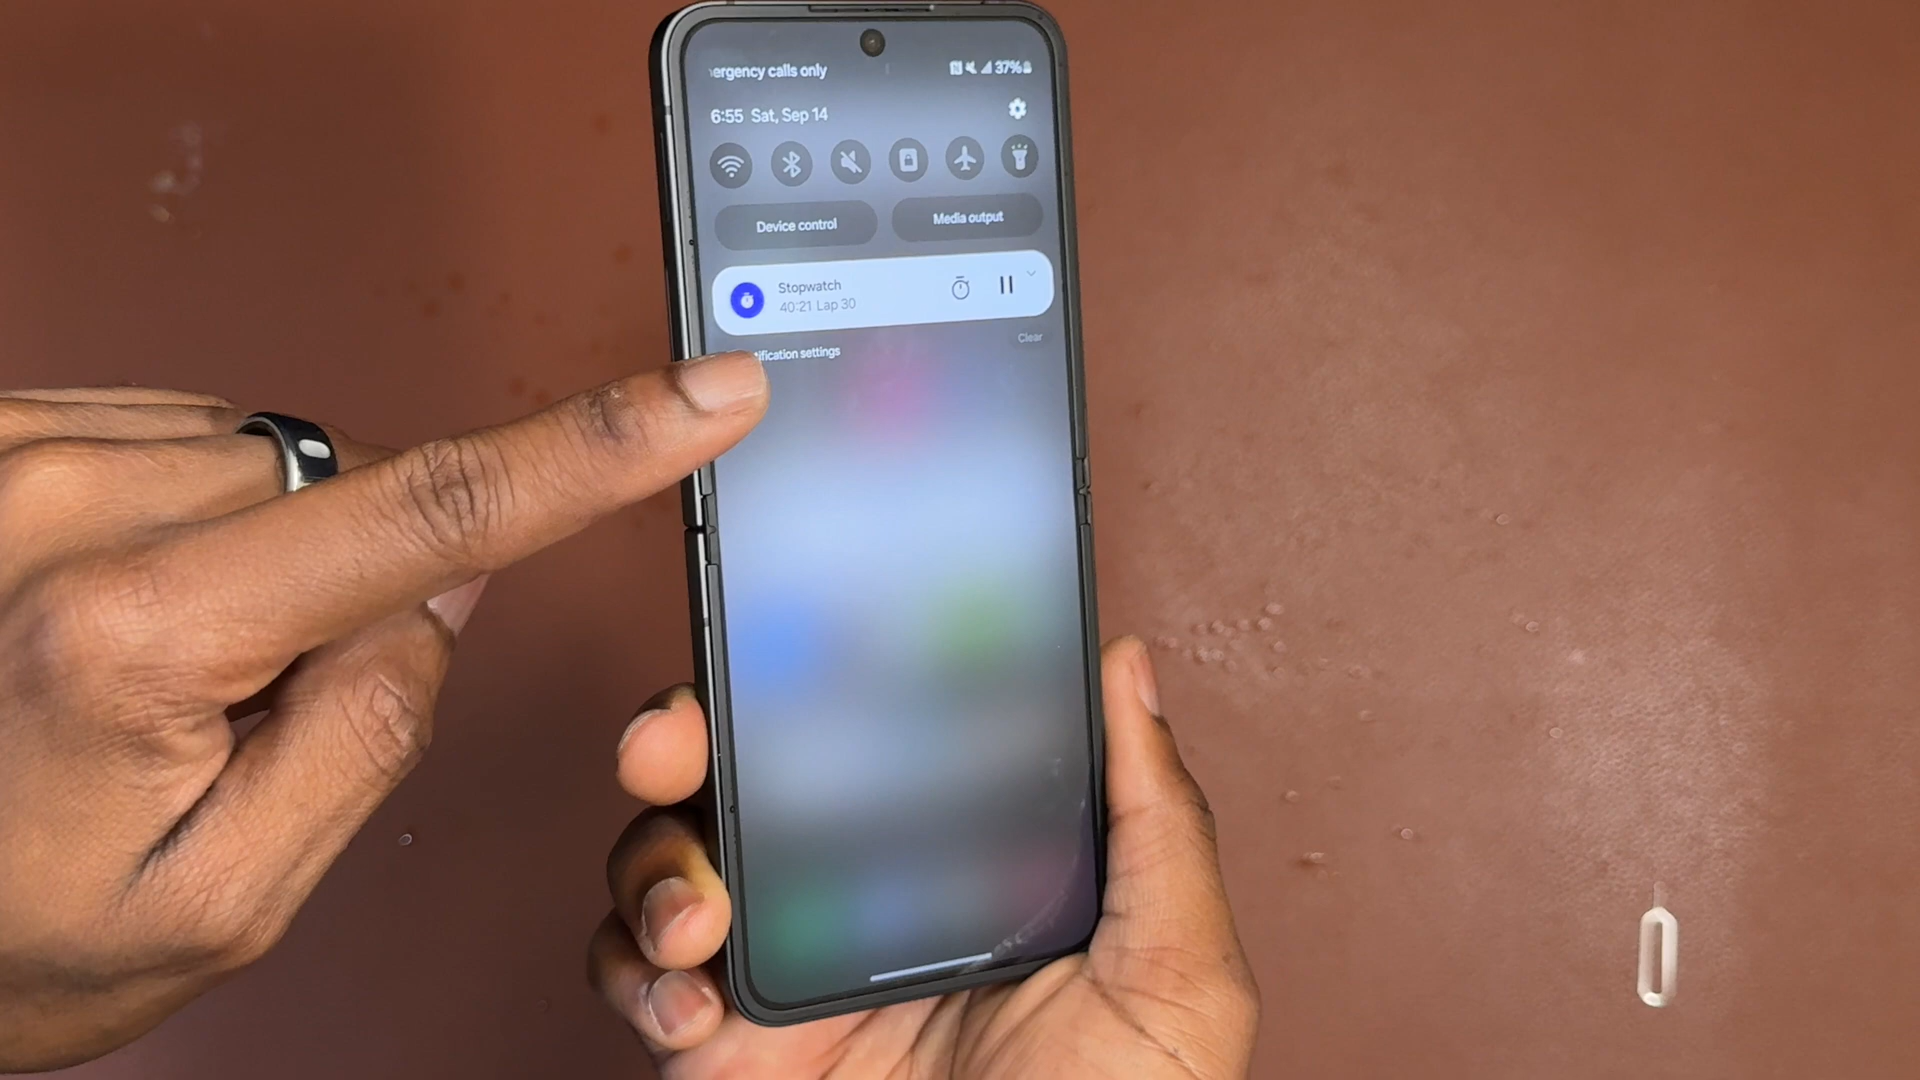 ergency calls only 37%
6:55 Sat, Sep 14
Device control Media output
Stopwatch
40:21 Lap 30
Clear
tification settings